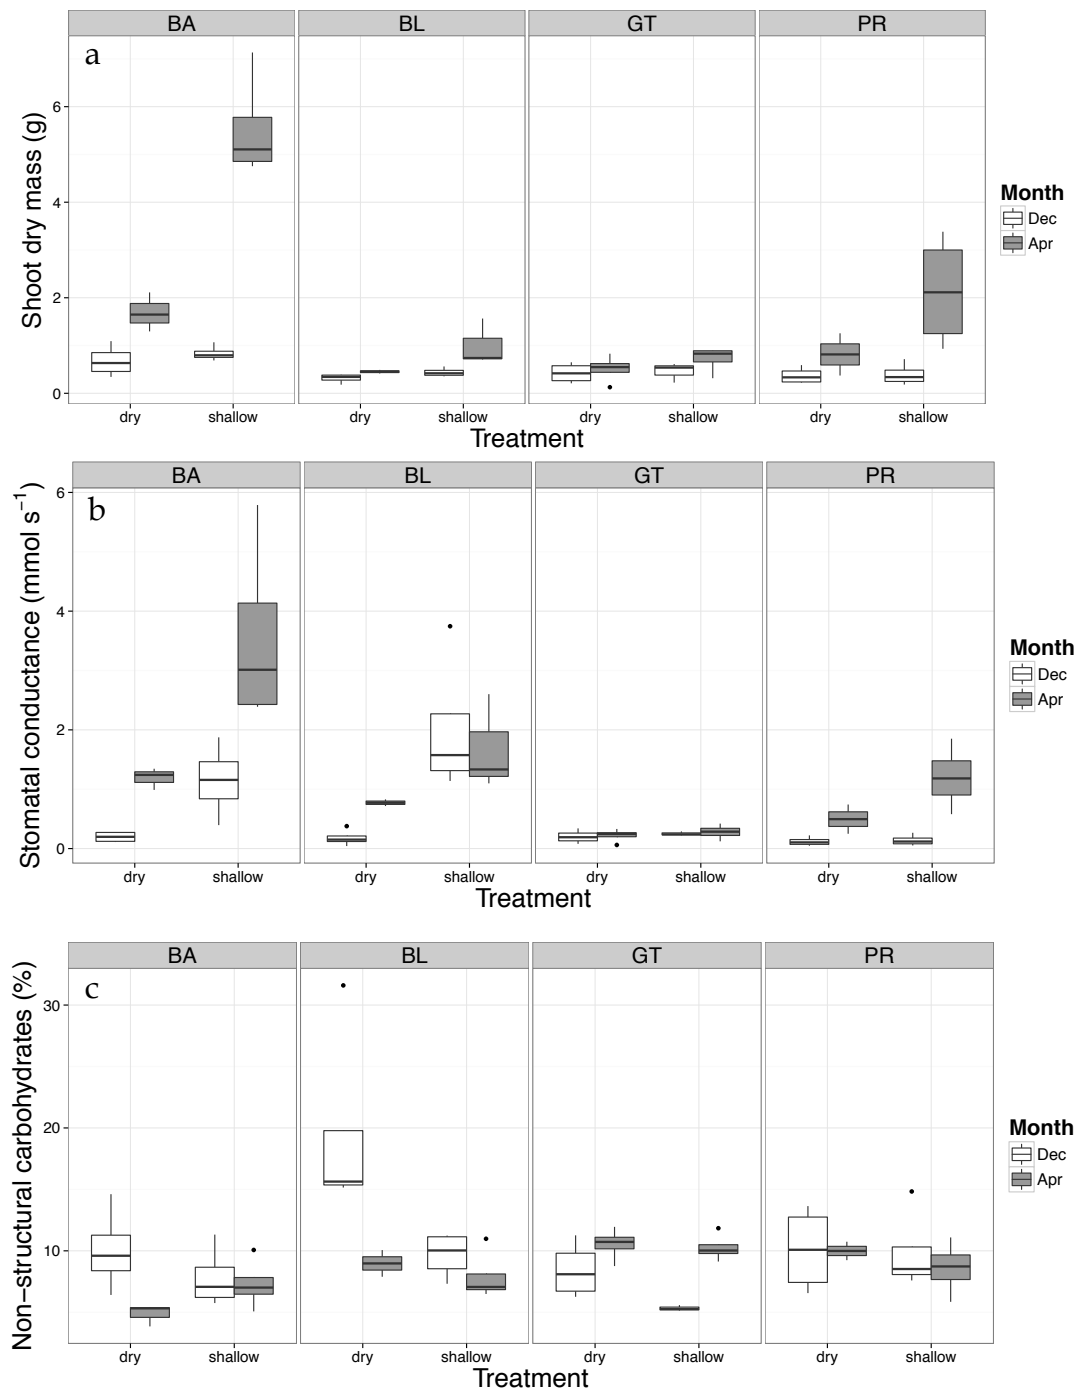 BA BL GT PR
a
Shoot dry mass (g)
6
4
2
0
dry shallow dry shallow dry shallow dry shallow
Treatment
Month
Dec
Apr
BA BL GT PR
b
Stomatal conductance (mmol s⁻¹)
6
4
2
0
dry shallow dry shallow dry shallow dry shallow
Treatment
Month
Dec
Apr
BA BL GT PR
c
Non−structural carbohydrates (%)
30
20
10
dry shallow dry shallow dry shallow dry shallow
Treatment
Month
Dec
Apr